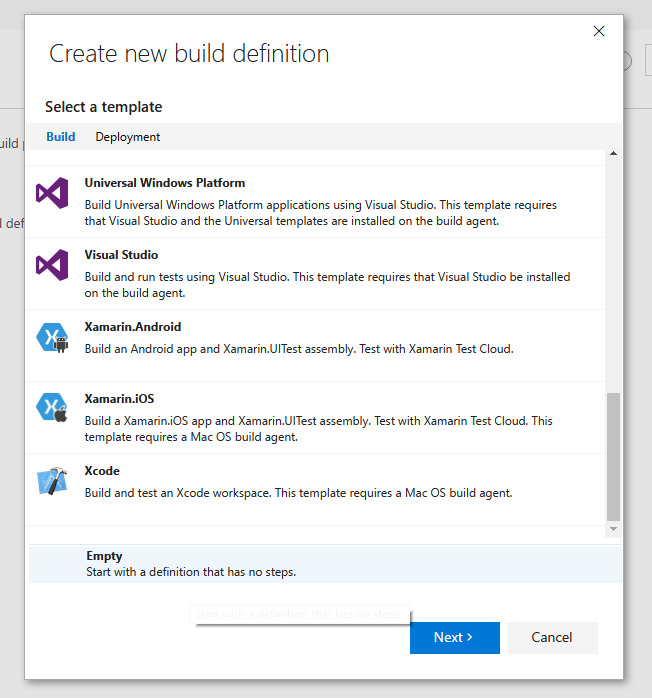 Create new build definition
Select a template
Build Deployment
uild
Universal Windows Platform
Build Universal Windows Platform applications using Visual Studio. This template requires
that Visual Studio and the Universal templates are installed on the build agent.
d def
Visual Studio
Build and run tests using Visual Studio. This template requires that Visual Studio be installed
on the build agent.
Xamarin.Android
Build an Android app and Xamarin.UITest assembly. Test with Xamarin Test Cloud.
Xamarin.iOS
Build a Xamarin.iOS app and Xamarin.UITest assembly. Test with Xamarin Test Cloud. This
template requires a Mac OS build agent.
Xcode
Build and test an Xcode workspace. This template requires a Mac OS build agent.
Empty
Start with a definition that has no steps.
Start with a definition that has no steps.
Next
Cancel